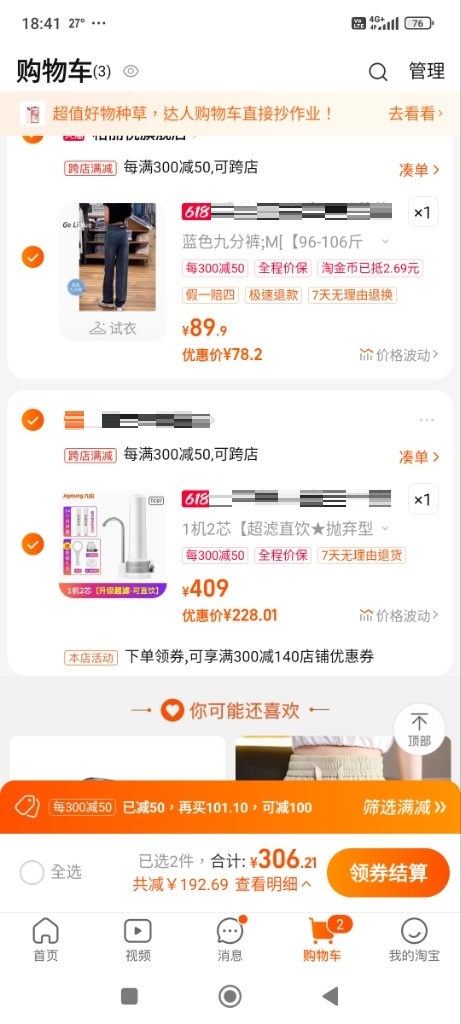 18:41 27° ··· 4G+ 76
购物车(3) 管理
超值好物种草，达人购物车直接抄作业！ 去看看›
跨店满减 每满300减50,可跨店 凑单 ›
618 ×1
蓝色九分裤;M[【96-106斤
每300减50 全程价保 淘金币已抵2.69元
假一赔四 极速退款 7天无理由退换
试衣
¥89.9
优惠价¥78.2 价格波动›
···
跨店满减 每满300减50,可跨店 凑单 ›
618 ×1
1机2芯【超滤直饮★抛弃型
每300减50 全程价保 7天无理由退货
Joyoung九阳
1机2芯【升级超滤·可直饮】
¥409
优惠价¥228.01 价格波动›
本店活动 下单领券,可享满300减140店铺优惠券
你可能还喜欢
顶部
每300减50 已减50，再买101.10，可减100 筛选满减 »
全选 已选2件，合计:¥306.21
共减￥192.69 查看明细
领券结算
2
首页 视频 消息 购物车 我的淘宝